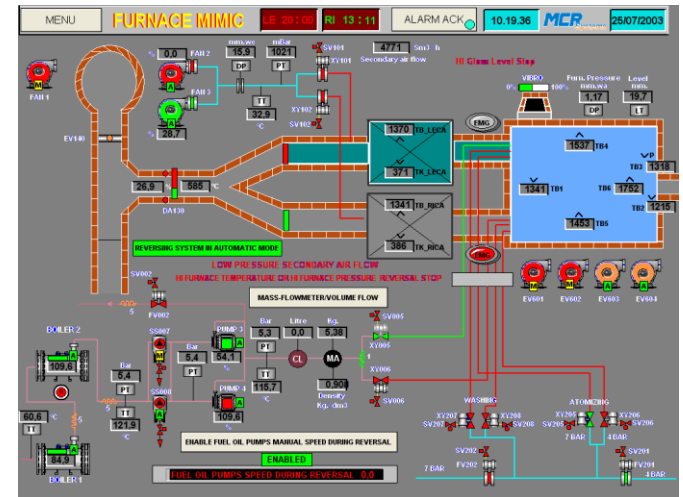 MENU
FURNACE MIMIC
LE 20:00
RI 13:11
ALARM ACK
10.19.36
MCR
25/07/2003
% 0,0 FAN 2
mm.wc
15,9
DP
mBar
1021
PT
SV101
XY101
4771 Sm3 h
Secondary air flow
HI Glass Level Stop
VIBRO
0% 100%
Furn. Pressure
mm.wa
1,17
DP
Level
mm.
19,7
LT
M
FAN 1
FAN 3
A
% 28,7
TT
32,9
°C
XY102
SV103
EMG
EV140
1370 TB_LECA
371 TK_LECA
1537 TB4
P
TB3 1318
1341 TB1
TB6 1752
TB2 1215
1453 TB5
26,9 %
585 °C
DA130
1341 TB_RICA
386 TK_RICA
REVERSING SYSTEM IN AUTOMATIC MODE
EMG
LOW PRESSURE SECONDARY AIR FLOW
HI FURNACE TEMPERATURE OR HI FURNACE PRESSURE REVERSAL STOP
SV002
FV002
MASS-FLOWMETER/VOLUME FLOW
EV601
EV602
EV603
EV604
BOILER 2
A
109,6
SS007
M
PUMP 3
A
54,1
%
Bar
5,3
PT
Litre
0,0
CL
Kg.
5,38
MA
SV005
XY005
1
Bar
5,4
PT
TT
121,9
°C
SS008
A
Bar
5,4
PT
PUMP 4
A
109,6
%
TT
115,7
°C
0,908
Density
Kg./dm3
XY006
SV006
60,6 °C
TT
A
84,9
BOILER 1
WASHING
XY207
SV207
XY208
SV208
ATOMIZING
XY205
SV205
XY206
SV206
7 BAR
4 BAR
ENABLE FUEL OIL PUMPS MANUAL SPEED DURING REVERSAL
ENABLED
FUEL OIL PUMPS SPEED DURING REVERSAL 0,0
SV202
FV202
7 BAR
SV201
FV201
4 BAR